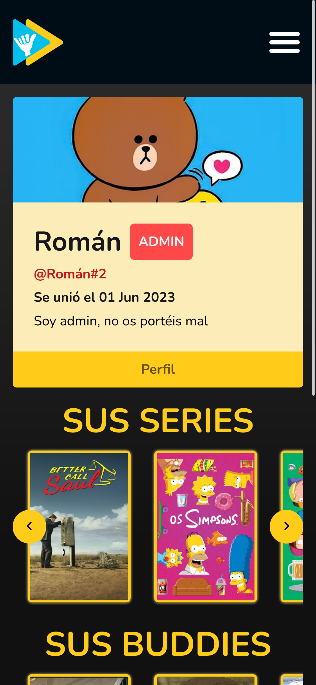 Román ADMIN
@Román#2
Se unió el 01 Jun 2023
Soy admin, no os portéis mal
Perfil
SUS SERIES
BETTER
CALL
Saul
OS SIMPSONS
SUS BUDDIES